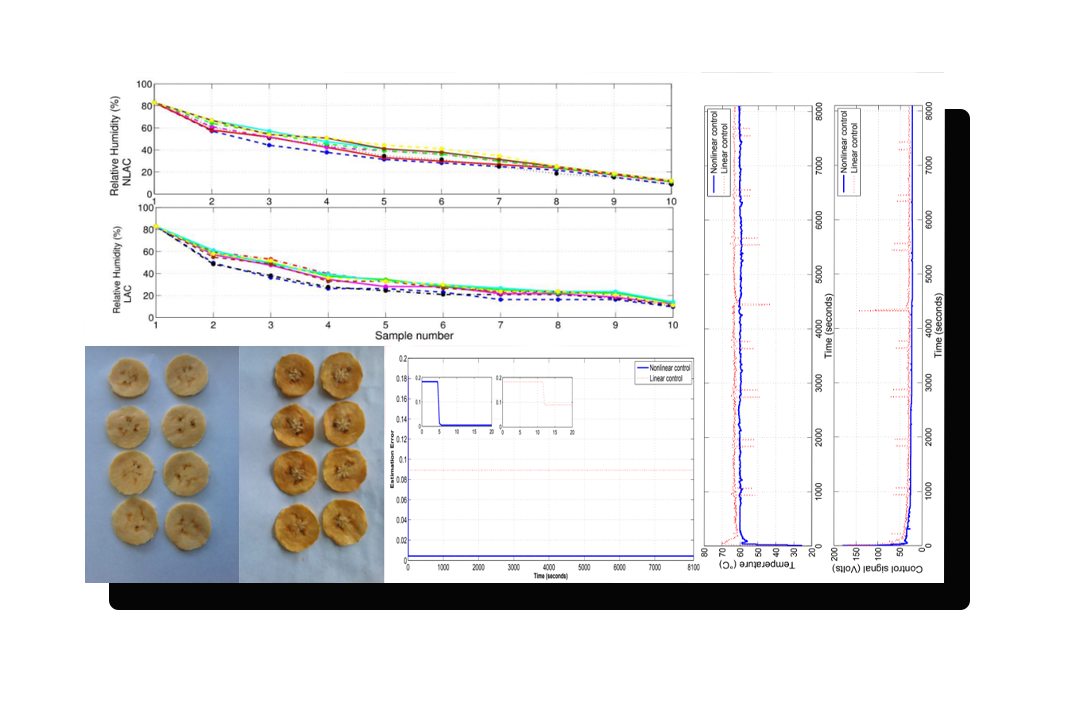 Relative Humidity (%)
NLAC
100
80
60
40
20
0
1 2 3 4 5 6 7 8 9 10
Relative Humidity (%)
LAC
100
80
60
40
20
0
1 2 3 4 5 6 7 8 9 10
Sample number
Estimation Error
0.2
0.18
0.16
0.14
0.12
0.1
0.08
0.06
0.04
0.02
0
0 1000 2000 3000 4000 5000 6000 7000 8100
Time (seconds)
Nonlinear control
Linear control
0.2
0.1
0
0 5 10 15 20
0.2
0.1
0
0 5 10 12 15 20
Nonlinear control
Linear control
Temperature (°C)
80 70 60 50 40 30 20
0 1000 2000 3000 4000 5000 6000 7000 8000
Time (seconds)
Nonlinear control
Linear control
Control signal (Volts)
200 150 100 50 0
0 1000 2000 3000 4000 5000 6000 7000 8000
Time (seconds)